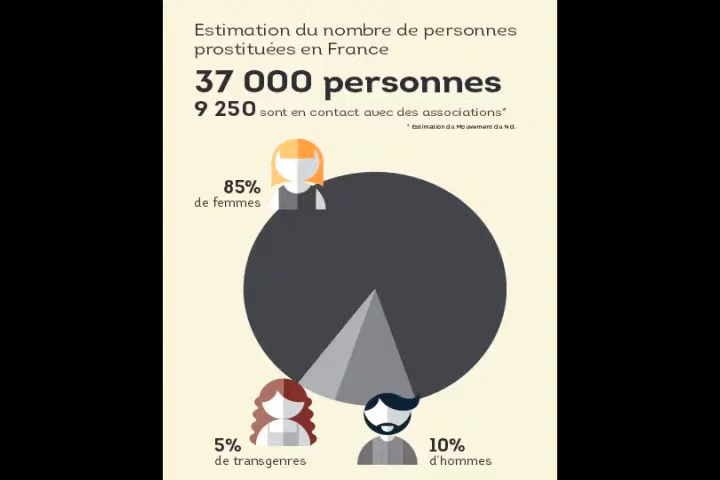 Estimation du nombre de personnes
prostituées en France
37 000 personnes
9 250 sont en contact avec des associations*
* Estimation du Mouvement du Nid.
85%
de femmes
5%
de transgenres
10%
d'hommes